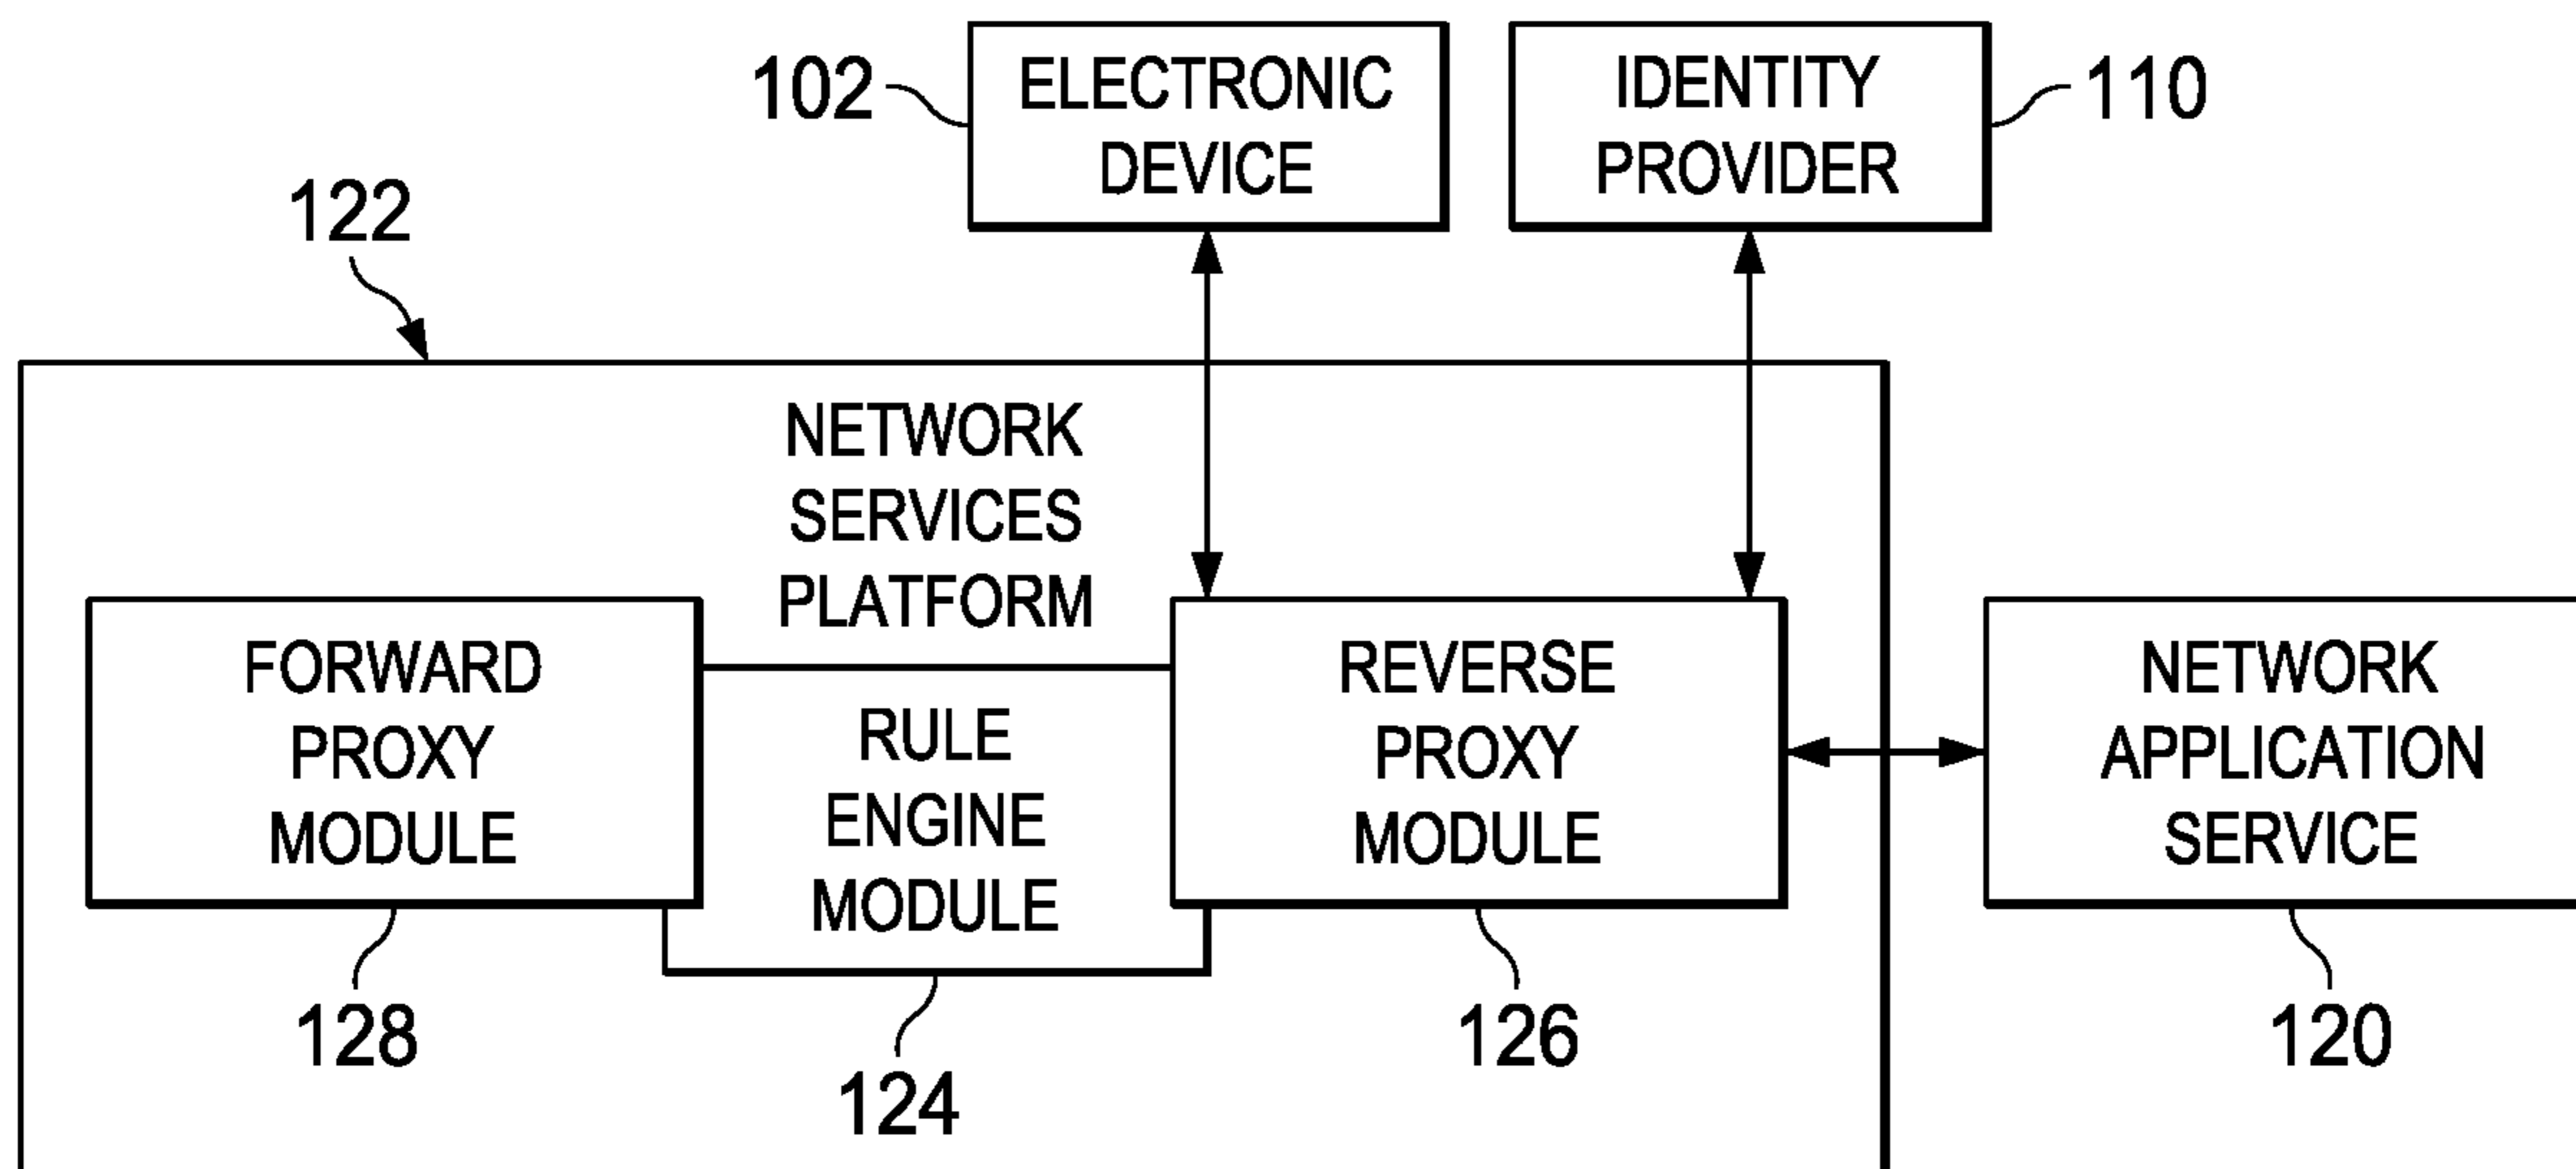 102
ELECTRONIC
DEVICE
IDENTITY
PROVIDER
110
122
NETWORK
SERVICES
PLATFORM
FORWARD
PROXY
MODULE
RULE
ENGINE
MODULE
REVERSE
PROXY
MODULE
NETWORK
APPLICATION
SERVICE
128
124
126
120